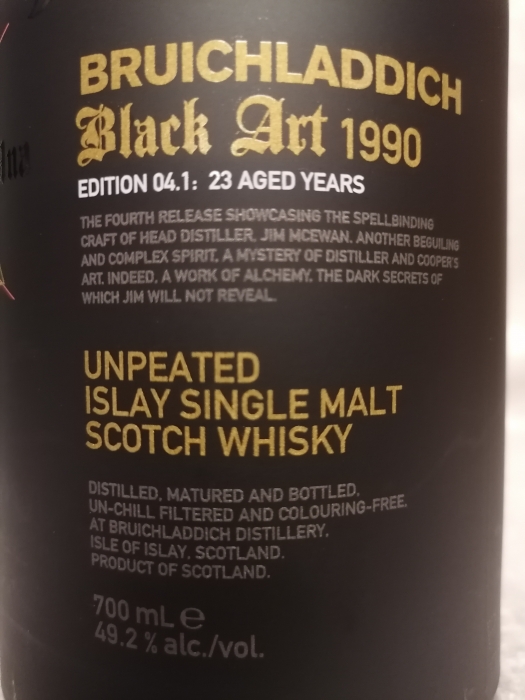 BRUICHLADDICH
Black Art 1990
EDITION 04.1: 23 AGED YEARS
THE FOURTH RELEASE SHOWCASING THE SPELLBINDING
CRAFT OF HEAD DISTILLER, JIM MCEWAN. ANOTHER BEGUILING
AND COMPLEX SPIRIT, A MYSTERY OF DISTILLER AND COOPER'S
ART. INDEED, A WORK OF ALCHEMY, THE DARK SECRETS OF
WHICH JIM WILL NOT REVEAL.
UNPEATED
ISLAY SINGLE MALT
SCOTCH WHISKY
DISTILLED, MATURED AND BOTTLED,
UN-CHILL FILTERED AND COLOURING-FREE,
AT BRUICHLADDICH DISTILLERY,
ISLE OF ISLAY, SCOTLAND.
PRODUCT OF SCOTLAND.
700 mL e
49.2 % alc./vol.